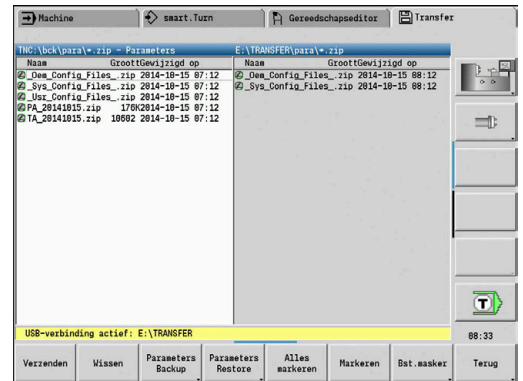 Machine smart.Turn Gereedschapseditor Transfer
TNC:\bck\para\*.zip - Parameters
Naam GroottGewijzigd op
_Oem_Config_Files_.zip 2014-10-15 07:12
_Sys_Config_Files_.zip 2014-10-15 07:12
_Usr_Config_Files_.zip 2014-10-15 07:12
PA_20141015.zip 176K2014-10-15 07:12
TA_20141015.zip 10602 2014-10-15 07:12
E:\TRANSFER\para\*.zip
Naam GroottGewijzigd op
_Oem_Config_Files_.zip 2014-10-15 08:12
_Sys_Config_Files_.zip 2014-10-15 08:12
T
USB-verbinding actief: E:\TRANSFER
08:33
Verzenden Wissen Parameters Backup Parameters Restore Alles markeren Markeren Bst.masker Terug